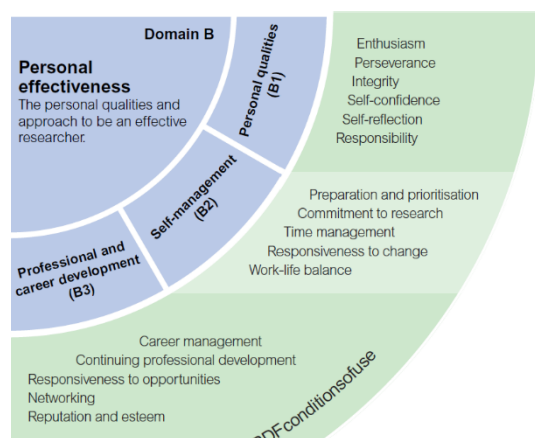 Domain B
Personal
effectiveness
The personal qualities and
approach to be an effective
researcher.
Personal qualities
(B1)
Enthusiasm
Perseverance
Integrity
Self-confidence
Self-reflection
Responsibility
Self-management
(B2)
Preparation and prioritisation
Commitment to research
Time management
Responsiveness to change
Work-life balance
Professional and
career development
(B3)
Career management
Continuing professional development
Responsiveness to opportunities
Networking
Reputation and esteem
RDFconditionsofuse